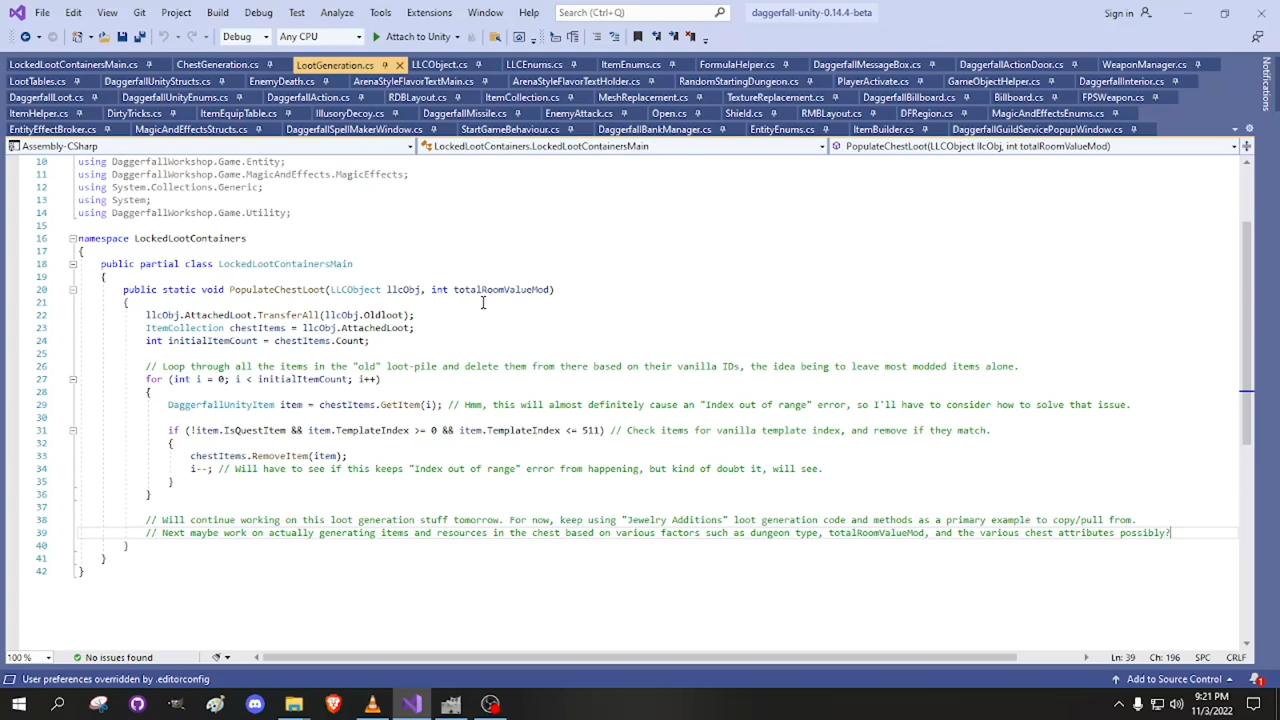 File Edit View Git Project Build Debug Test Analyze Tools Extensions Window Help Search (Ctrl+Q) daggerfall-unity-0.14.4-beta Sign in
Debug Any CPU Attach to Unity
LockedLootContainersMain.cs ChestGeneration.cs LootGeneration.cs LLCObject.cs LLCEnums.cs ItemEnums.cs FormulaHelper.cs DaggerfallMessageBox.cs DaggerfallActionDoor.cs WeaponManager.cs
LootTables.cs DaggerfallUnityStructs.cs EnemyDeath.cs ArenaStyleFlavorTextMain.cs ArenaStyleFlavorTextHolder.cs RandomStartingDungeon.cs PlayerActivate.cs GameObjectHelper.cs DaggerfallInterior.cs
DaggerfallLoot.cs DaggerfallUnityEnums.cs DaggerfallAction.cs RDBLayout.cs ItemCollection.cs MeshReplacement.cs TextureReplacement.cs DaggerfallBillboard.cs Billboard.cs FPSWeapon.cs
ItemHelper.cs DirtyTricks.cs ItemEquipTable.cs IllusoryDecoy.cs DaggerfallMissile.cs EnemyAttack.cs Open.cs Shield.cs RMBLayout.cs DFRegion.cs MagicAndEffectsEnums.cs
EntityEffectBroker.cs MagicAndEffectsStructs.cs DaggerfallSpellMakerWindow.cs StartGameBehaviour.cs DaggerfallBankManager.cs EntityEnums.cs ItemBuilder.cs DaggerfallGuildServicePopupWindow.cs
Notifications
Assembly-CSharp LockedLootContainers.LockedLootContainersMain PopulateChestLoot(LLCObject llcObj, int totalRoomValueMod)
10 using DaggerfallWorkshop.Game.Entity;
11 using DaggerfallWorkshop.Game.MagicAndEffects.MagicEffects;
12 using System.Collections.Generic;
13 using System;
14 using DaggerfallWorkshop.Game.Utility;
15
16 namespace LockedLootContainers
17 {
18 public partial class LockedLootContainersMain
19 {
20 public static void PopulateChestLoot(LLCObject llcObj, int totalRoomValueMod)
21 {
22 llcObj.AttachedLoot.TransferAll(llcObj.Oldloot);
23 ItemCollection chestItems = llcObj.AttachedLoot;
24 int initialItemCount = chestItems.Count;
25
26 // Loop through all the items in the "old" loot-pile and delete them from there based on their vanilla IDs, the idea being to leave most modded items alone.
27 for (int i = 0; i < initialItemCount; i++)
28 {
29 DaggerfallUnityItem item = chestItems.GetItem(i); // Hmm, this will almost definitely cause an "Index out of range" error, so I'll have to consider how to solve that issue.
30
31 if (!item.IsQuestItem && item.TemplateIndex >= 0 && item.TemplateIndex <= 511) // Check items for vanilla template index, and remove if they match.
32 {
33 chestItems.RemoveItem(item);
34 i--; // Will have to see if this keeps "Index out of range" error from happening, but kind of doubt it, will see.
35 }
36 }
37
38 // Will continue working on this loot generation stuff tomorrow. For now, keep using "Jewelry Additions" loot generation code and methods as a primary example to copy/pull from.
39 // Next maybe work on actually generating items and resources in the chest based on various factors such as dungeon type, totalRoomValueMod, and the various chest attributes possibly?
40 }
41 }
42 }
100 % No issues found Ln: 39 Ch: 196 SPC CRLF
User preferences overridden by .editorconfig Add to Source Control 1
9:21 PM
11/3/2022